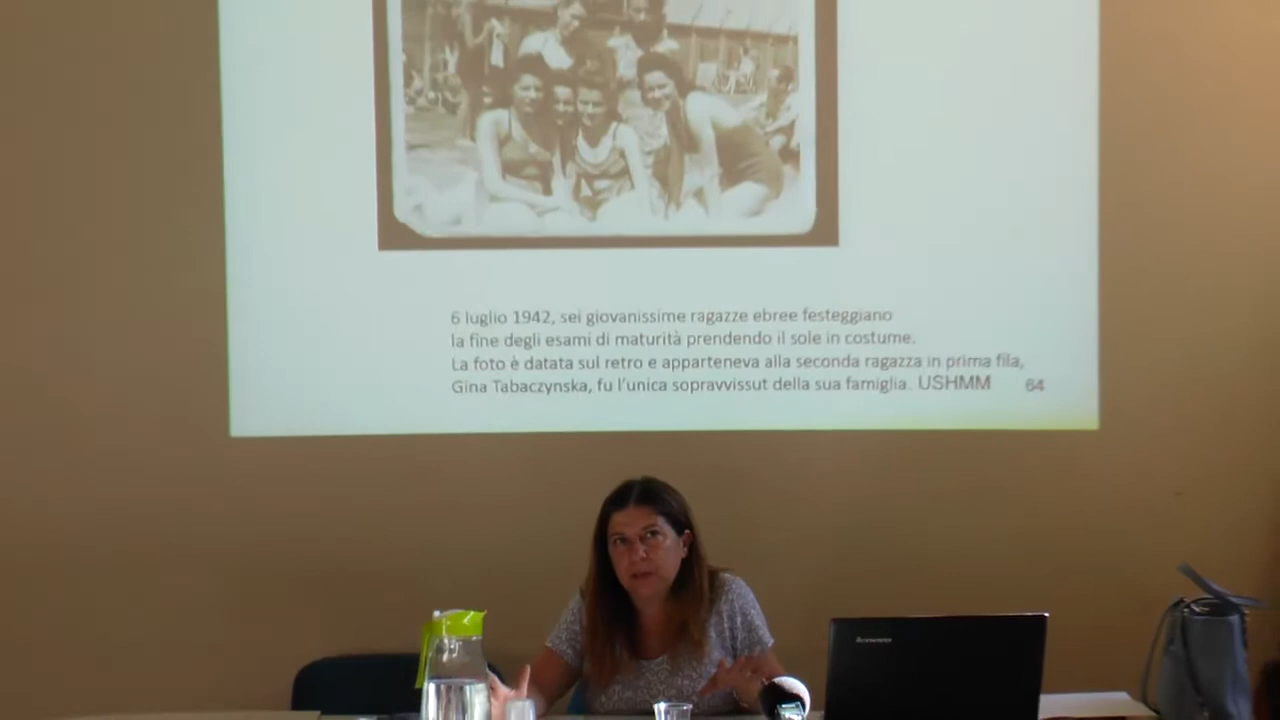 6 luglio 1942, sei giovanissime ragazze ebree festeggiano
la fine degli esami di maturità prendendo il sole in costume.
La foto è datata sul retro e apparteneva alla seconda ragazza in prima fila,
Gina Tabaczynska, fu l'unica sopravvissut della sua famiglia. USHMM 64
lenovo